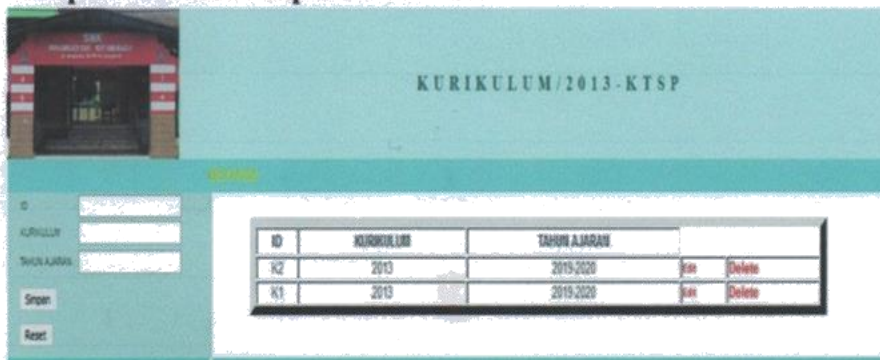 SMK
KURIKULUM/2013-KTSP
ID
KURIKULUM
TAHUN AJARAN
Simpan
Reset
ID KURIKULUM TAHUN AJARAN
K2 2013 2019-2020 Edit Delete
K1 2013 2019-2020 Edit Delete